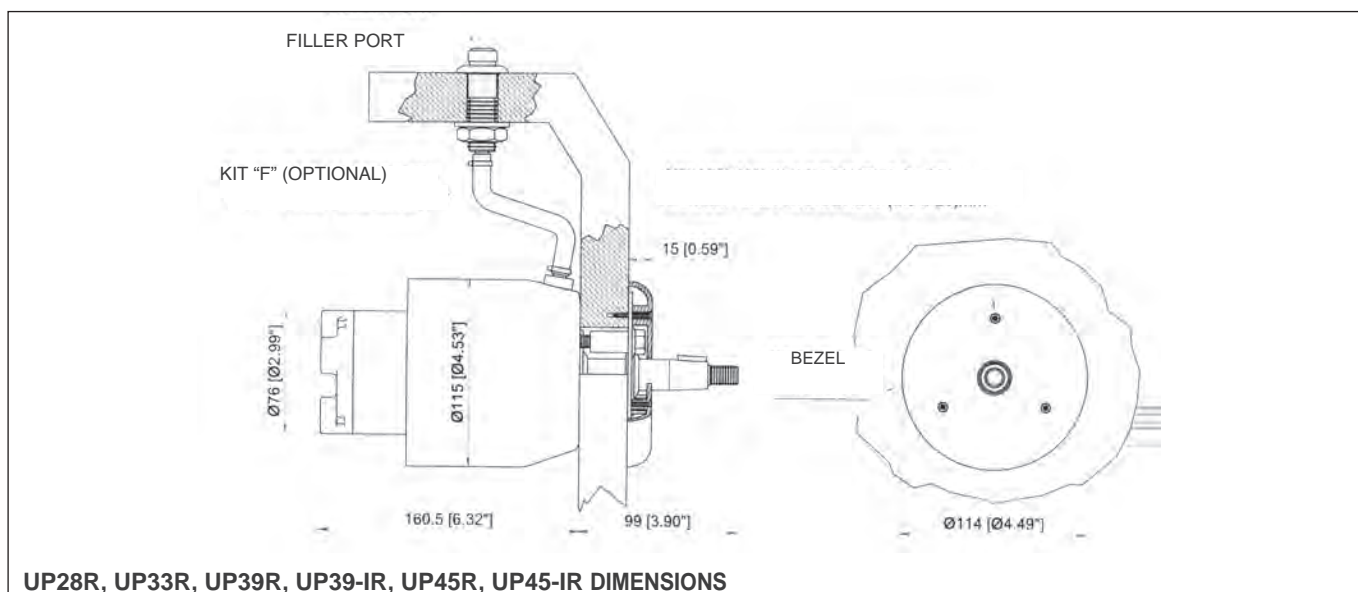 FILLER PORT
KIT “F” (OPTIONAL)
15 [0.59"]
Ø76 [Ø2.99"]
Ø115 [Ø4.53"]
BEZEL
160.5 [6.32"]
99 [3.90"]
Ø114 [Ø4.49"]
UP28R, UP33R, UP39R, UP39-IR, UP45R, UP45-IR DIMENSIONS